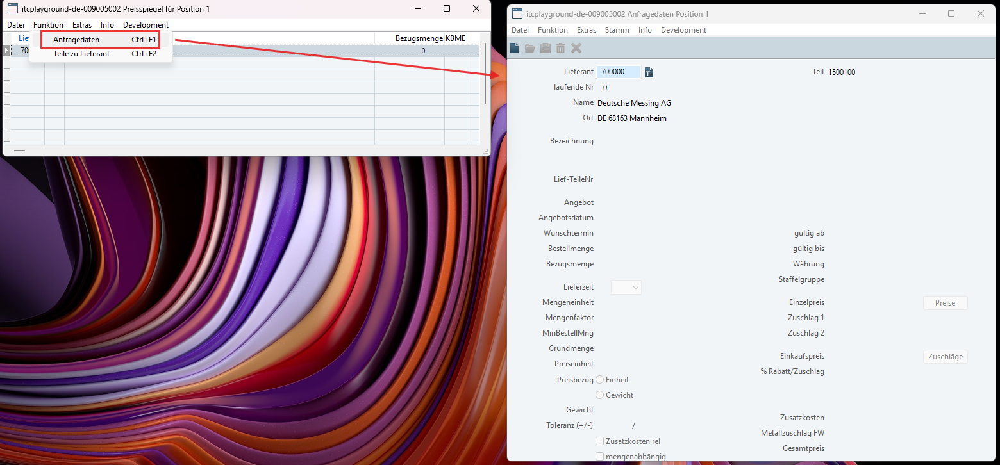 itcplayground-de-009005002 Preisspiegel für Position 1
Datei Funktion Extras Info Development
Lie Bezugsmenge KBME
Anfragedaten Ctrl+F1
70 0
Teile zu Lieferant Ctrl+F2
itcplayground-de-009005002 Anfragedaten Position 1
Datei Funktion Extras Stamm Info Development
Lieferant 700000 T+ Teil 1500100
laufende Nr 0
Name Deutsche Messing AG
Ort DE 68163 Mannheim
Bezeichnung
Lief-TeileNr
Angebot
Angebotsdatum
Wunschtermin gültig ab
Bestellmenge gültig bis
Bezugsmenge Währung
Staffelgruppe
Lieferzeit
Mengeneinheit Einzelpreis Preise
Mengenfaktor Zuschlag 1
MinBestellMng Zuschlag 2
Grundmenge
Einkaufspreis Zuschläge
Preiseinheit
% Rabatt/Zuschlag
Preisbezug Einheit
Gewicht
Gewicht
Zusatzkosten
Toleranz (+/-) /
Metallzuschlag FW
Zusatzkosten rel
Gesamtpreis
mengenabhängig